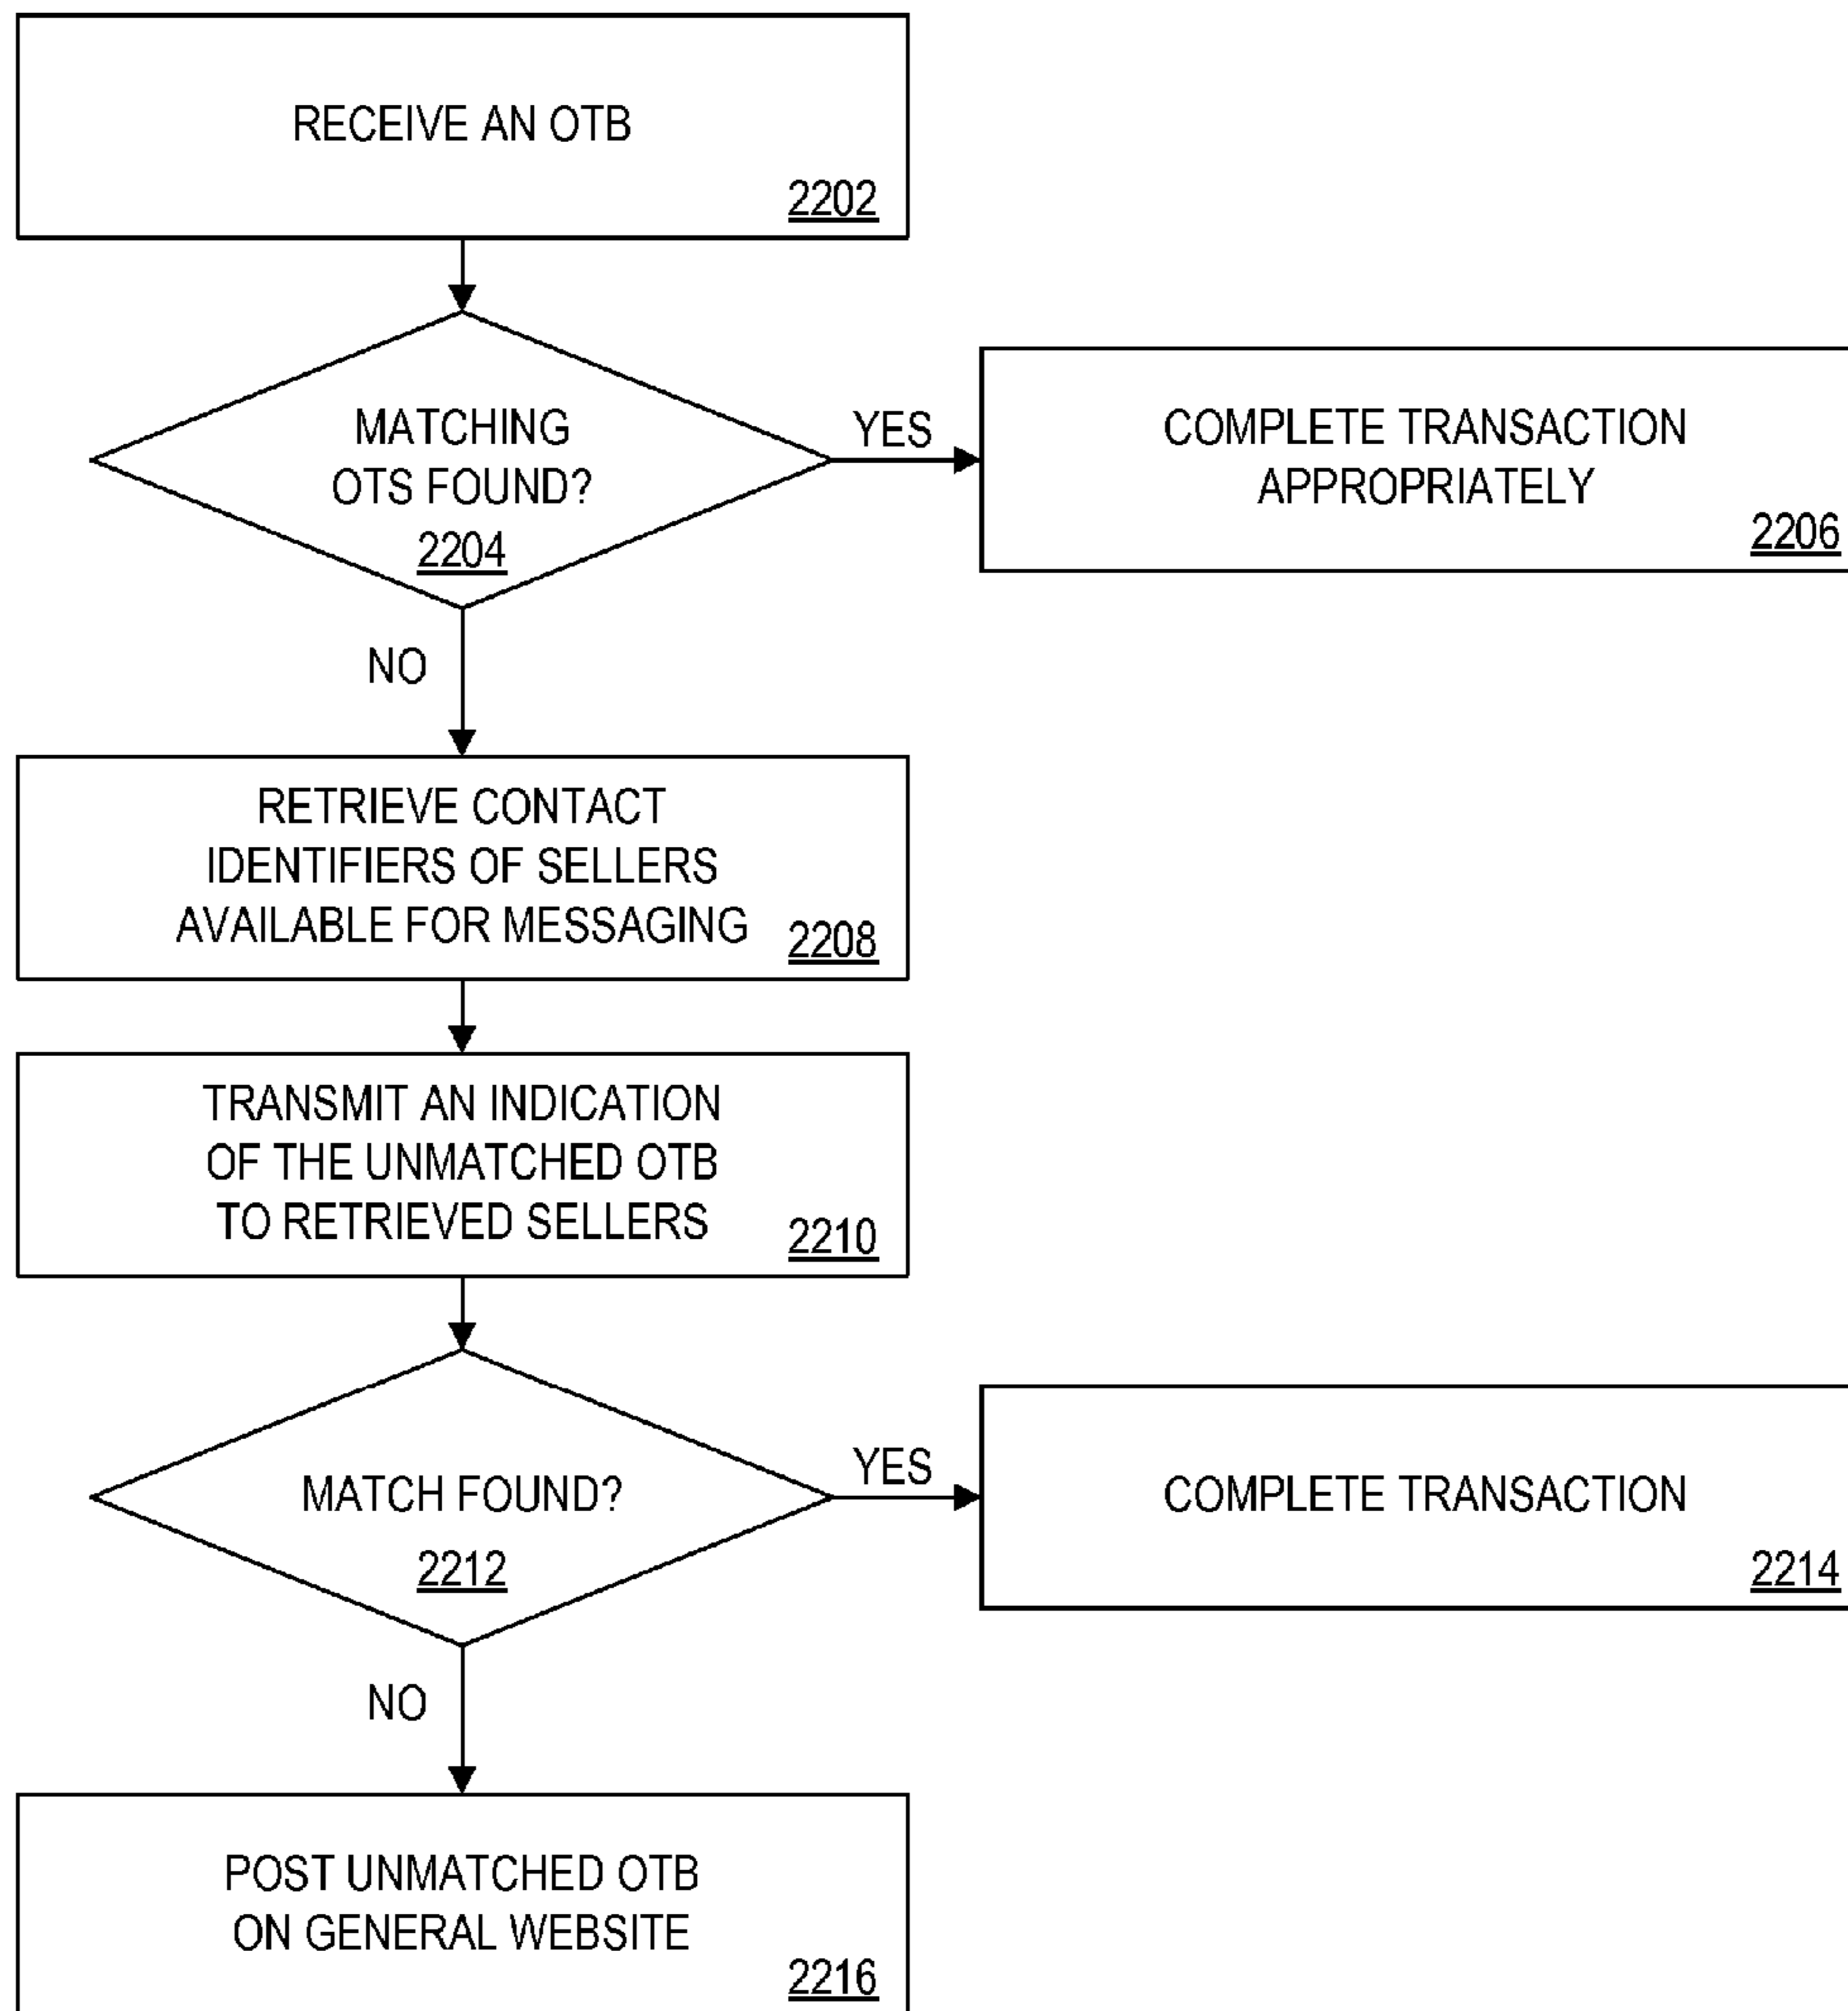 RECEIVE AN OTB
2202
MATCHING
OTS FOUND?
2204
YES
COMPLETE TRANSACTION
APPROPRIATELY
2206
NO
RETRIEVE CONTACT
IDENTIFIERS OF SELLERS
AVAILABLE FOR MESSAGING
2208
TRANSMIT AN INDICATION
OF THE UNMATCHED OTB
TO RETRIEVED SELLERS
2210
MATCH FOUND?
2212
YES
COMPLETE TRANSACTION
2214
NO
POST UNMATCHED OTB
ON GENERAL WEBSITE
2216